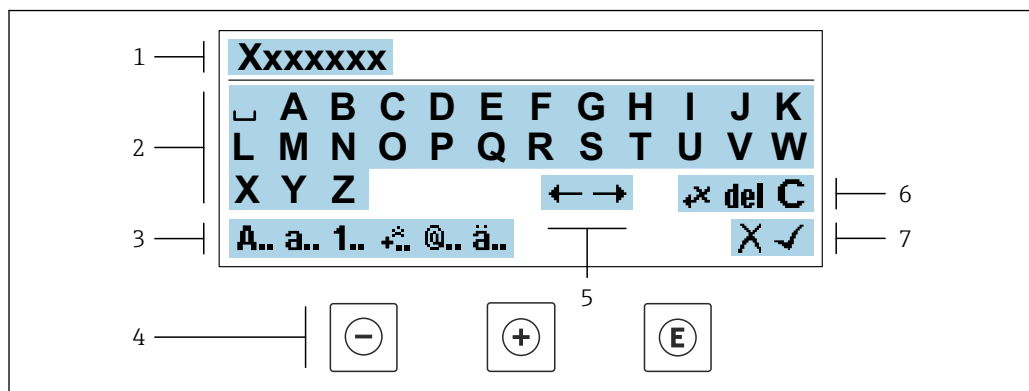 1
Xxxxxxx
2
␣ A B C D E F G H I J K
L M N O P Q R S T U V W
X Y Z ← → +× del C
6
3
A.. a.. 1.. +*.. @.. ä..
X ✓
7
5
4
− + E